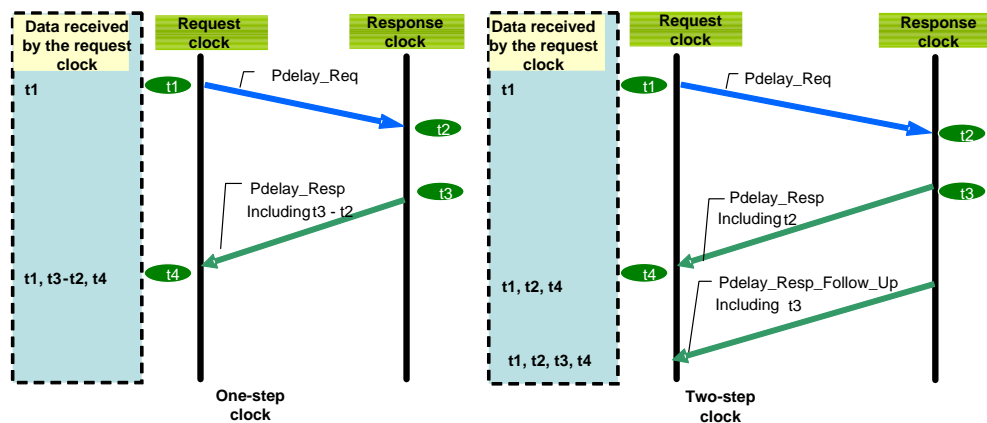 Data received
by the request
clock
Request
clock
Response
clock
Pdelay_Req
t1
t1
t2
Pdelay_Resp
Including t3 - t2
t3
t4
t1, t3-t2, t4
One-step
clock
Data received
by the request
clock
Request
clock
Response
clock
Pdelay_Req
t1
t1
t2
Pdelay_Resp
Including t2
t3
t4
t1, t2, t4
Pdelay_Resp_Follow_Up
Including t3
t1, t2, t3, t4
Two-step
clock